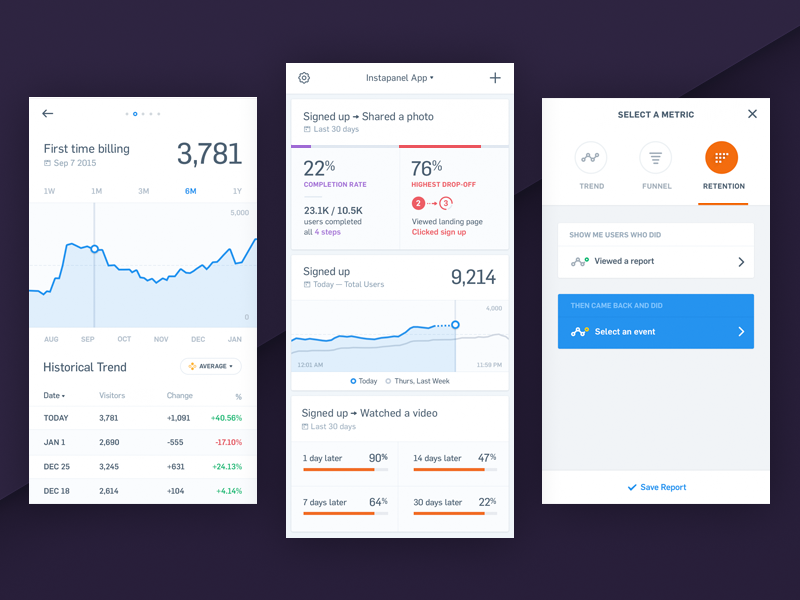 First time billing
Sep 7 2015
3,781
1W 1M 3M 6M 1Y
5,000
0
AUG SEP OCT NOV DEC JAN
Historical Trend
AVERAGE
Date Visitors Change %
TODAY 3,781 +1,091 +40.56%
JAN 1 2,690 -555 -17.10%
DEC 25 3,245 +631 +24.13%
DEC 18 2,614 +104 +4.14%
Instapanel App
Signed up → Shared a photo
Last 30 days
22%
COMPLETION RATE
23.1K / 10.5K
users completed
all 4 steps
76%
HIGHEST DROP-OFF
2 3
Viewed landing page
Clicked sign up
Signed up
Today — Total Users
9,214
4,000
12:01 AM 11:59 PM
Today Thurs, Last Week
Signed up → Watched a video
Last 30 days
1 day later 90% 14 days later 47%
7 days later 64% 30 days later 22%
SELECT A METRIC
TREND FUNNEL RETENTION
SHOW ME USERS WHO DID
Viewed a report
THEN CAME BACK AND DID
Select an event
Save Report